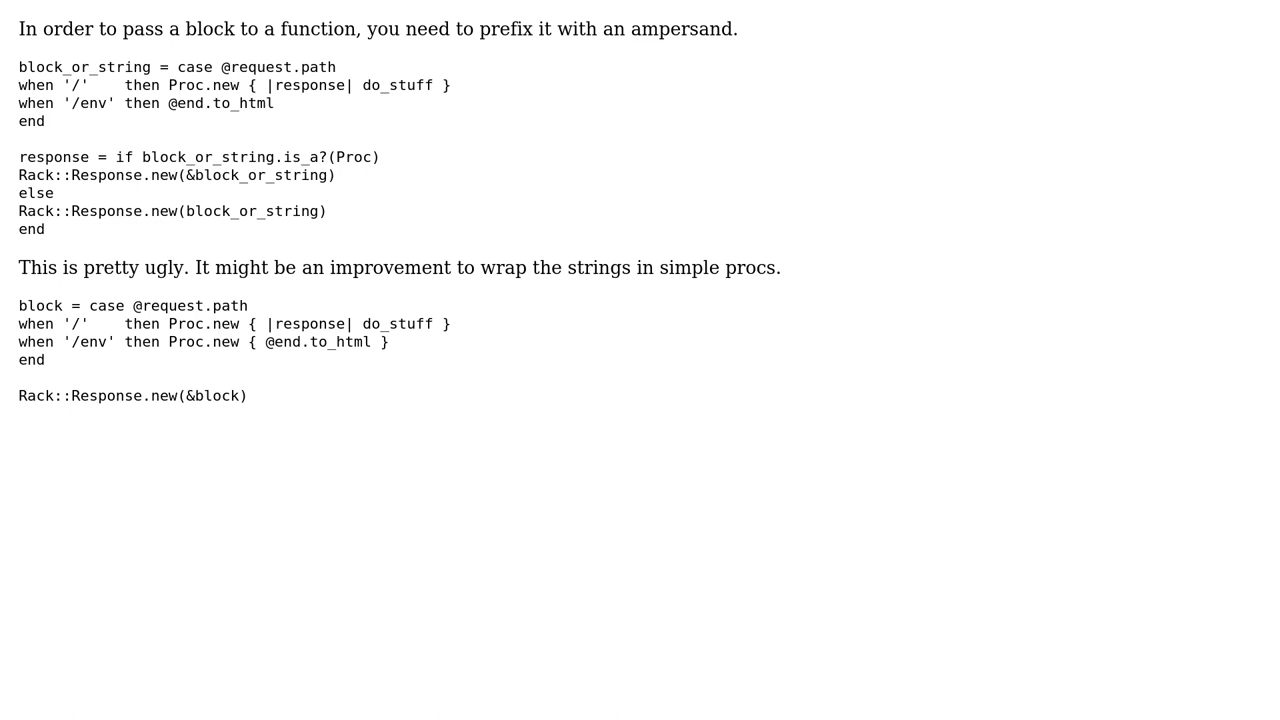 In order to pass a block to a function, you need to prefix it with an ampersand.
block_or_string = case @request.path
when '/'    then Proc.new { |response| do_stuff }
when '/env' then @end.to_html
end
response = if block_or_string.is_a?(Proc)
Rack::Response.new(&block_or_string)
else
Rack::Response.new(block_or_string)
end
This is pretty ugly. It might be an improvement to wrap the strings in simple procs.
block = case @request.path
when '/'    then Proc.new { |response| do_stuff }
when '/env' then Proc.new { @end.to_html }
end
Rack::Response.new(&block)